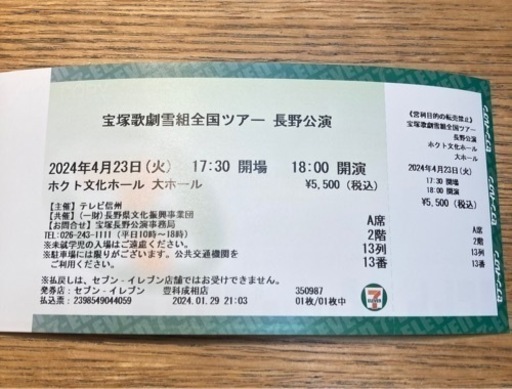 宝塚歌劇雪組全国ツアー 長野公演
2024年4月23日(火) 17:30 開場 18:00 開演
ホクト文化ホール 大ホール ¥5,500(税込)
【主催】テレビ信州
【共催】(一財)長野県文化振興事業団
【お問合せ】宝塚長野公演事務局
TEL:026-243-1111(平日10時~18時)
※未就学児の入場はご遠慮ください。
※駐車場には限りがございます。公共交通機関を
ご利用ください。
A席
2階
13列
13番
※払戻しは、セブン-イレブン店舗ではお受けできません。
発券店:セブン-イレブン 豊科成相店 350987
払込票:2398549044059 2024.01.29 21:03 01枚/01枚中
7
ELEVEN
《営利目的の転売禁止》
宝塚歌劇雪組全国ツアー
長野公演
ホクト文化ホール
大ホール
2024年4月23日(火)
17:30 開場
18:00 開演
¥5,500(税込)
A席
2階
13列
13番